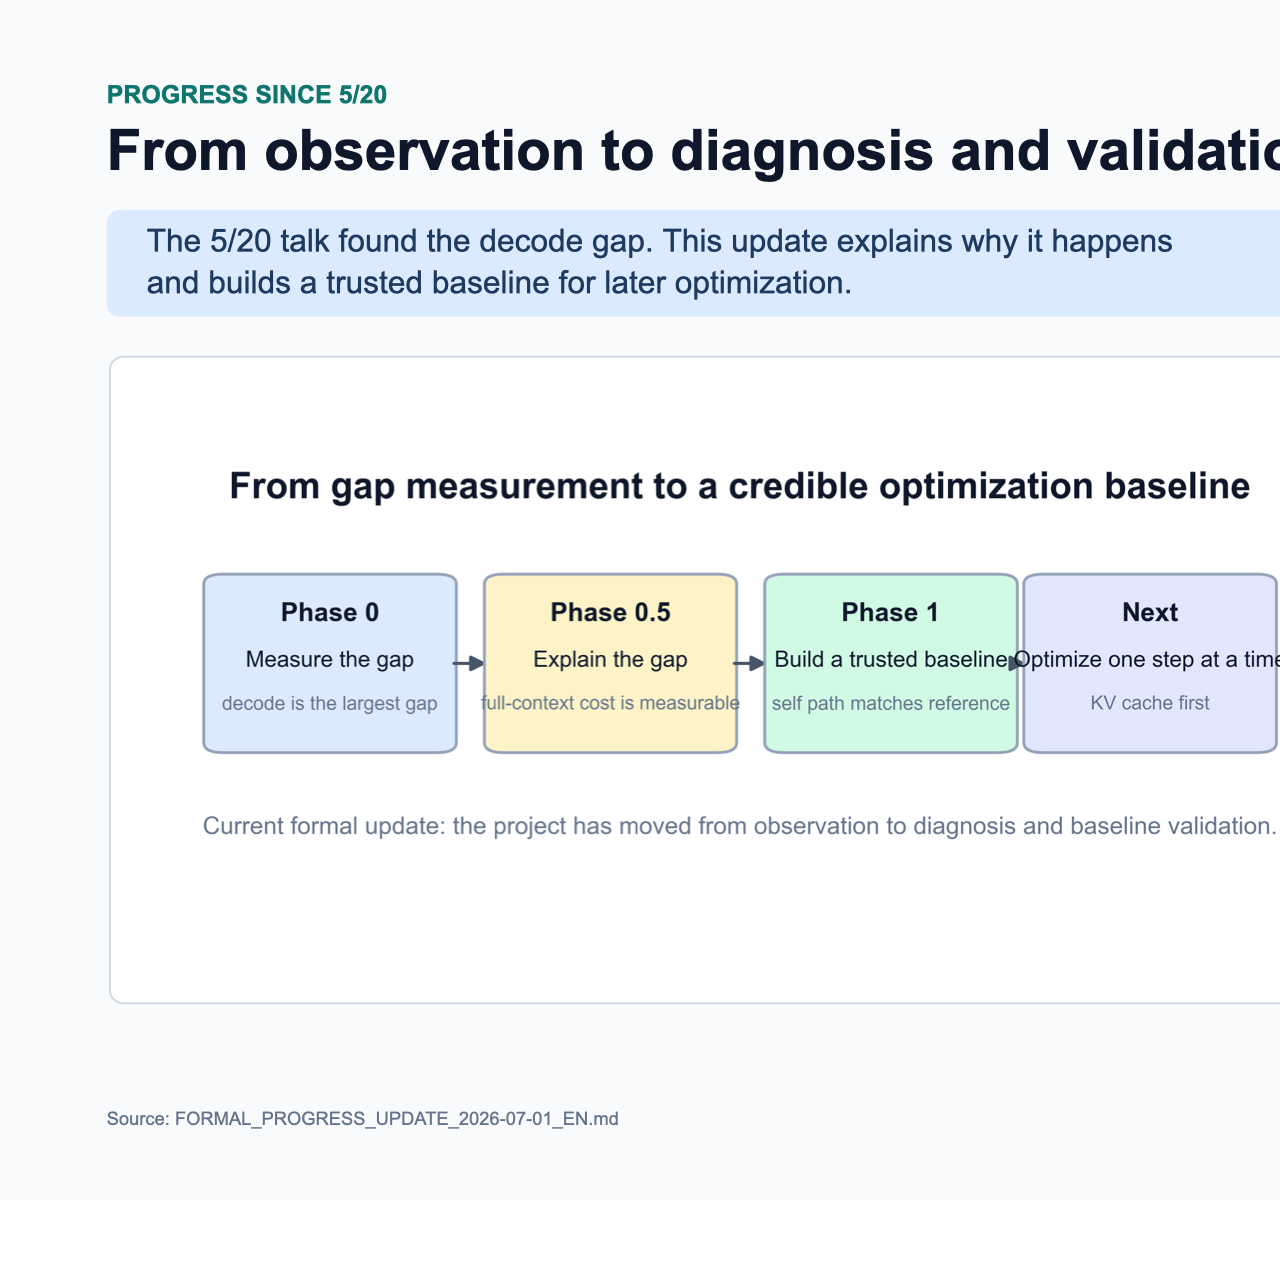 PROGRESS SINCE 5/20
From observation to diagnosis and validatio
The 5/20 talk found the decode gap. This update explains why it happens
and builds a trusted baseline for later optimization.
From gap measurement to a credible optimization baseline
Phase 0
Measure the gap
decode is the largest gap
Phase 0.5
Explain the gap
full-context cost is measurable
Phase 1
Build a trusted baseline
self path matches reference
Next
Optimize one step at a time
KV cache first
Current formal update: the project has moved from observation to diagnosis and baseline validation.
Source: FORMAL_PROGRESS_UPDATE_2026-07-01_EN.md